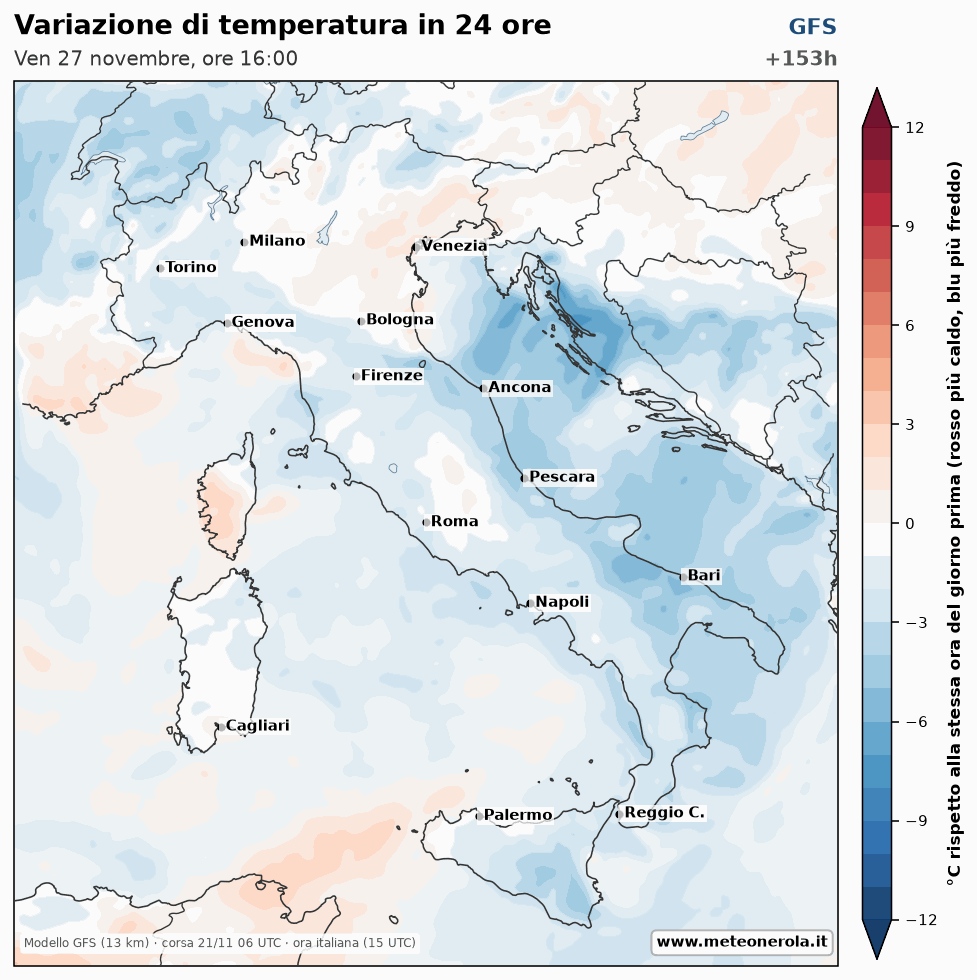 Variazione di temperatura in 24 ore
GFS
Ven 27 novembre, ore 16:00
+153h
Milano
Venezia
Torino
Genova
Bologna
Firenze
Ancona
Pescara
Roma
Bari
Napoli
Cagliari
Palermo
Reggio C.
12
9
6
3
0
−3
−6
−9
−12
°C rispetto alla stessa ora del giorno prima (rosso più caldo, blu più freddo)
Modello GFS (13 km) · corsa 21/11 06 UTC · ora italiana (15 UTC)
www.meteonerola.it